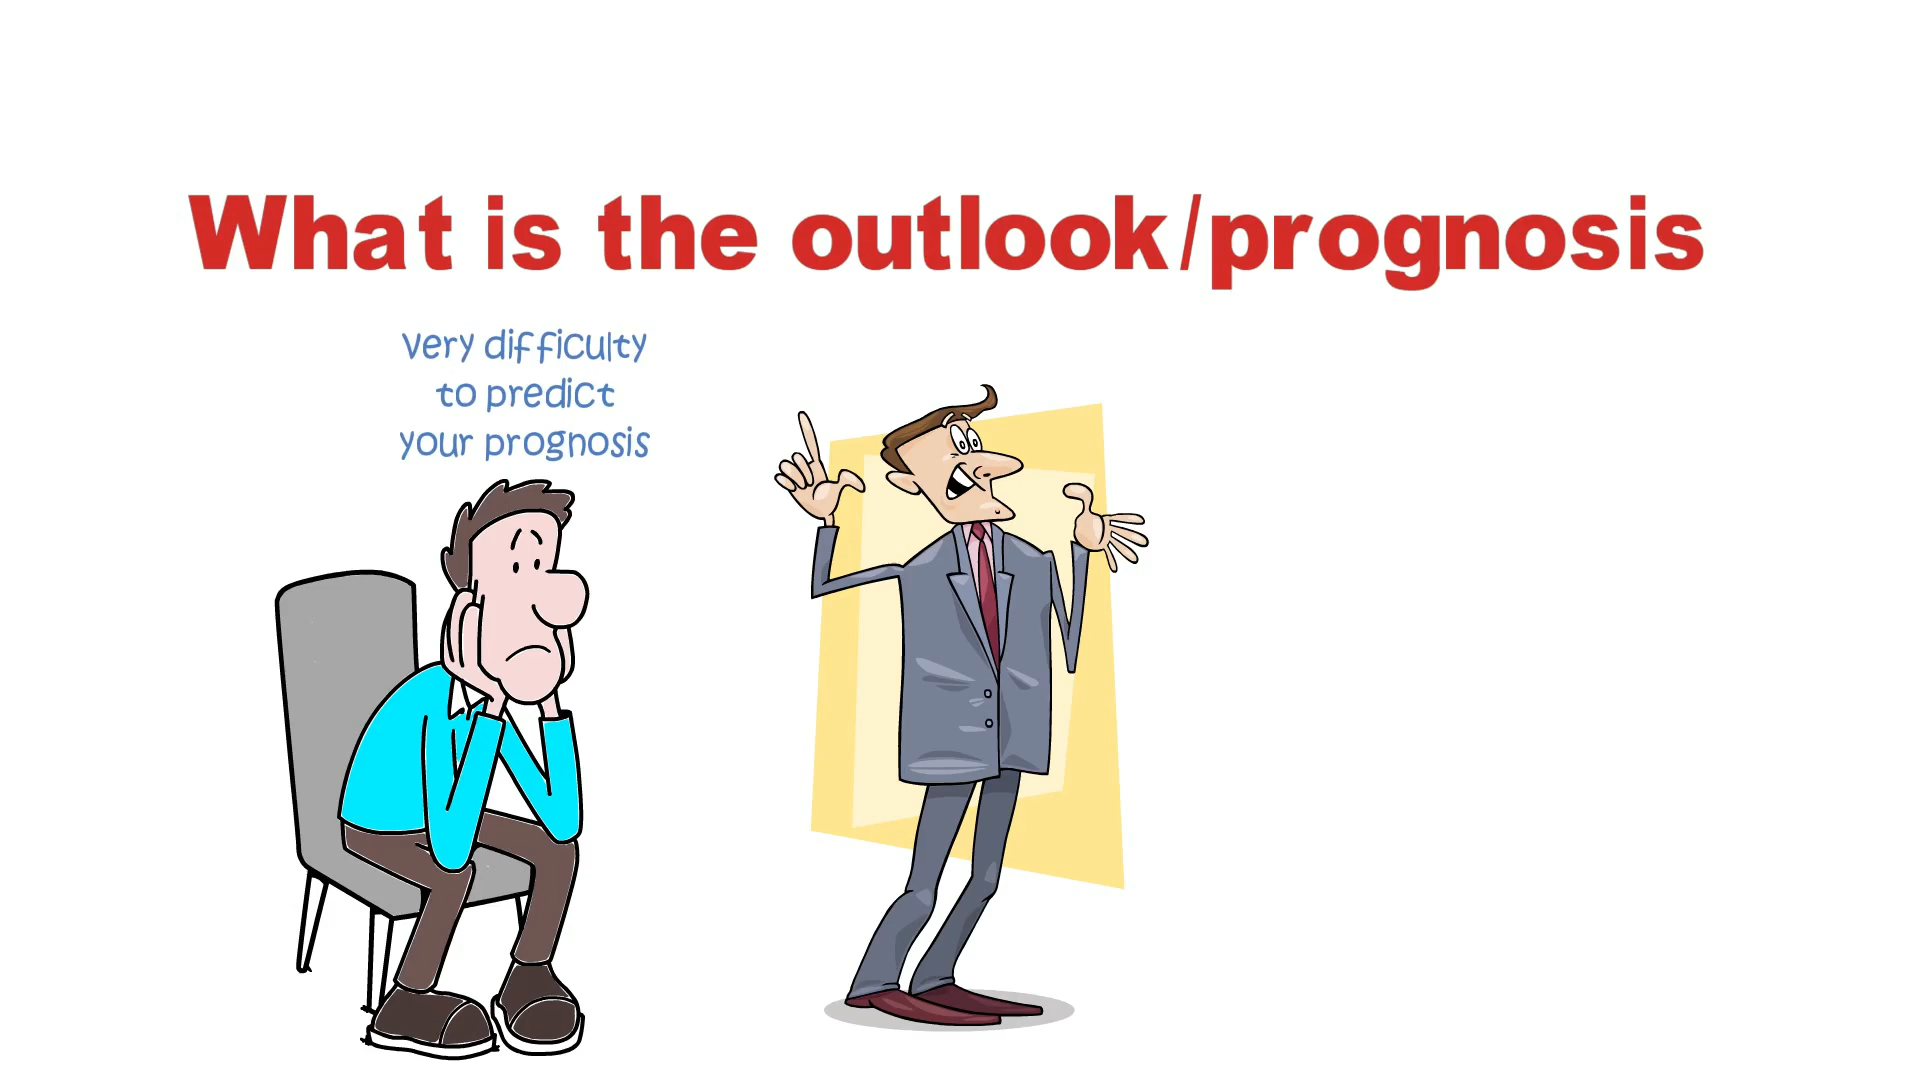 What is the outlook/prognosis
very difficulty
to predict
your prognosis